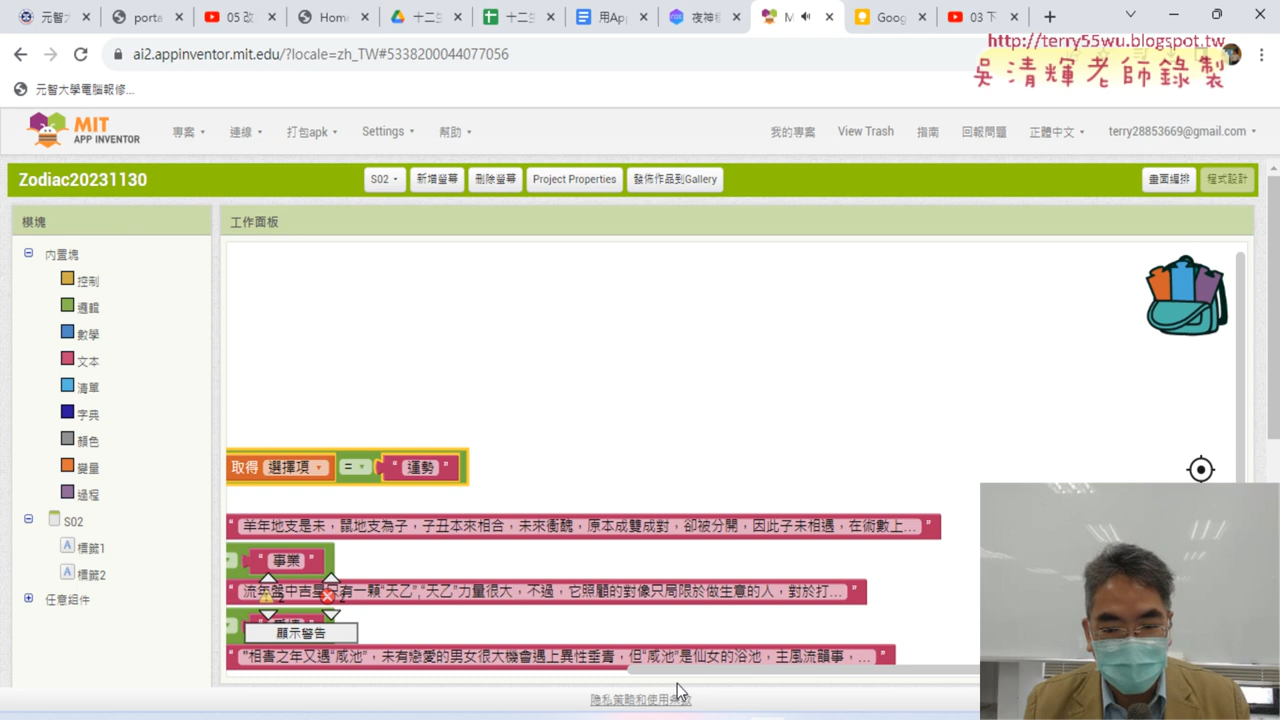 元智
porta
05 改
Home
十二生
十二生
用App
夜神模
M
Goog
03 下
ai2.appinventor.mit.edu/?locale=zh_TW#5338200044077056
http://terry55wu.blogspot.tw
吳清輝老師錄製
元智大學電腦報修...
MIT
APP INVENTOR
專案
連線
打包apk
Settings
幫助
我的專案
View Trash
指南
回報問題
正體中文
terry28853669@gmail.com
Zodiac20231130
S02
新增螢幕
刪除螢幕
Project Properties
發佈作品到Gallery
畫面編排
程式設計
模塊
工作面板
內置塊
控制
邏輯
數學
文本
清單
字典
顏色
變量
過程
S02
標籤1
標籤2
任意組件
取得 選擇項 = " 運勢 "
" 羊年地支是未，鼠地支為子，子丑本來相合，未來衝醜，原本成雙成對，卻被分開，因此子未相遇，在術數上... "
" 事業 "
" 流年盤中吉星只有一顆"天乙","天乙"力量很大，不過，它照顧的對像只局限於做生意的人，對於打... "
顯示警告
" "相書之年又遇"咸池"，未有戀愛的男女很大機會遇上異性垂青，但"咸池"是仙女的浴池，主風流韻事，... "
隐私策略和使用条款